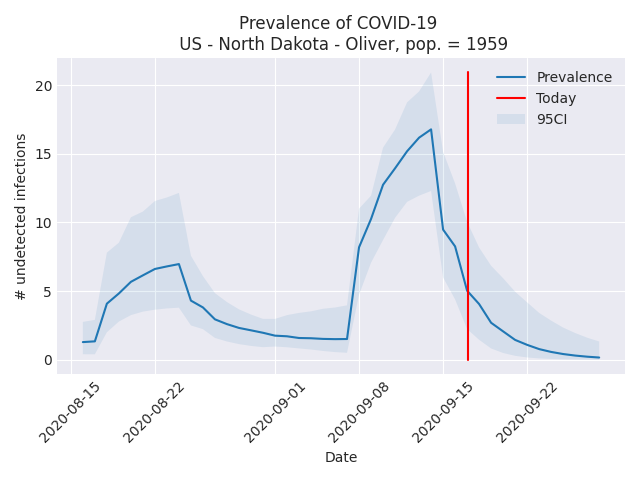 Prevalence of COVID-19
US - North Dakota - Oliver, pop. = 1959
Prevalence
Today
95CI
# undetected infections
20
15
10
5
0
2020-08-15
2020-08-22
2020-09-01
2020-09-08
2020-09-15
2020-09-22
Date